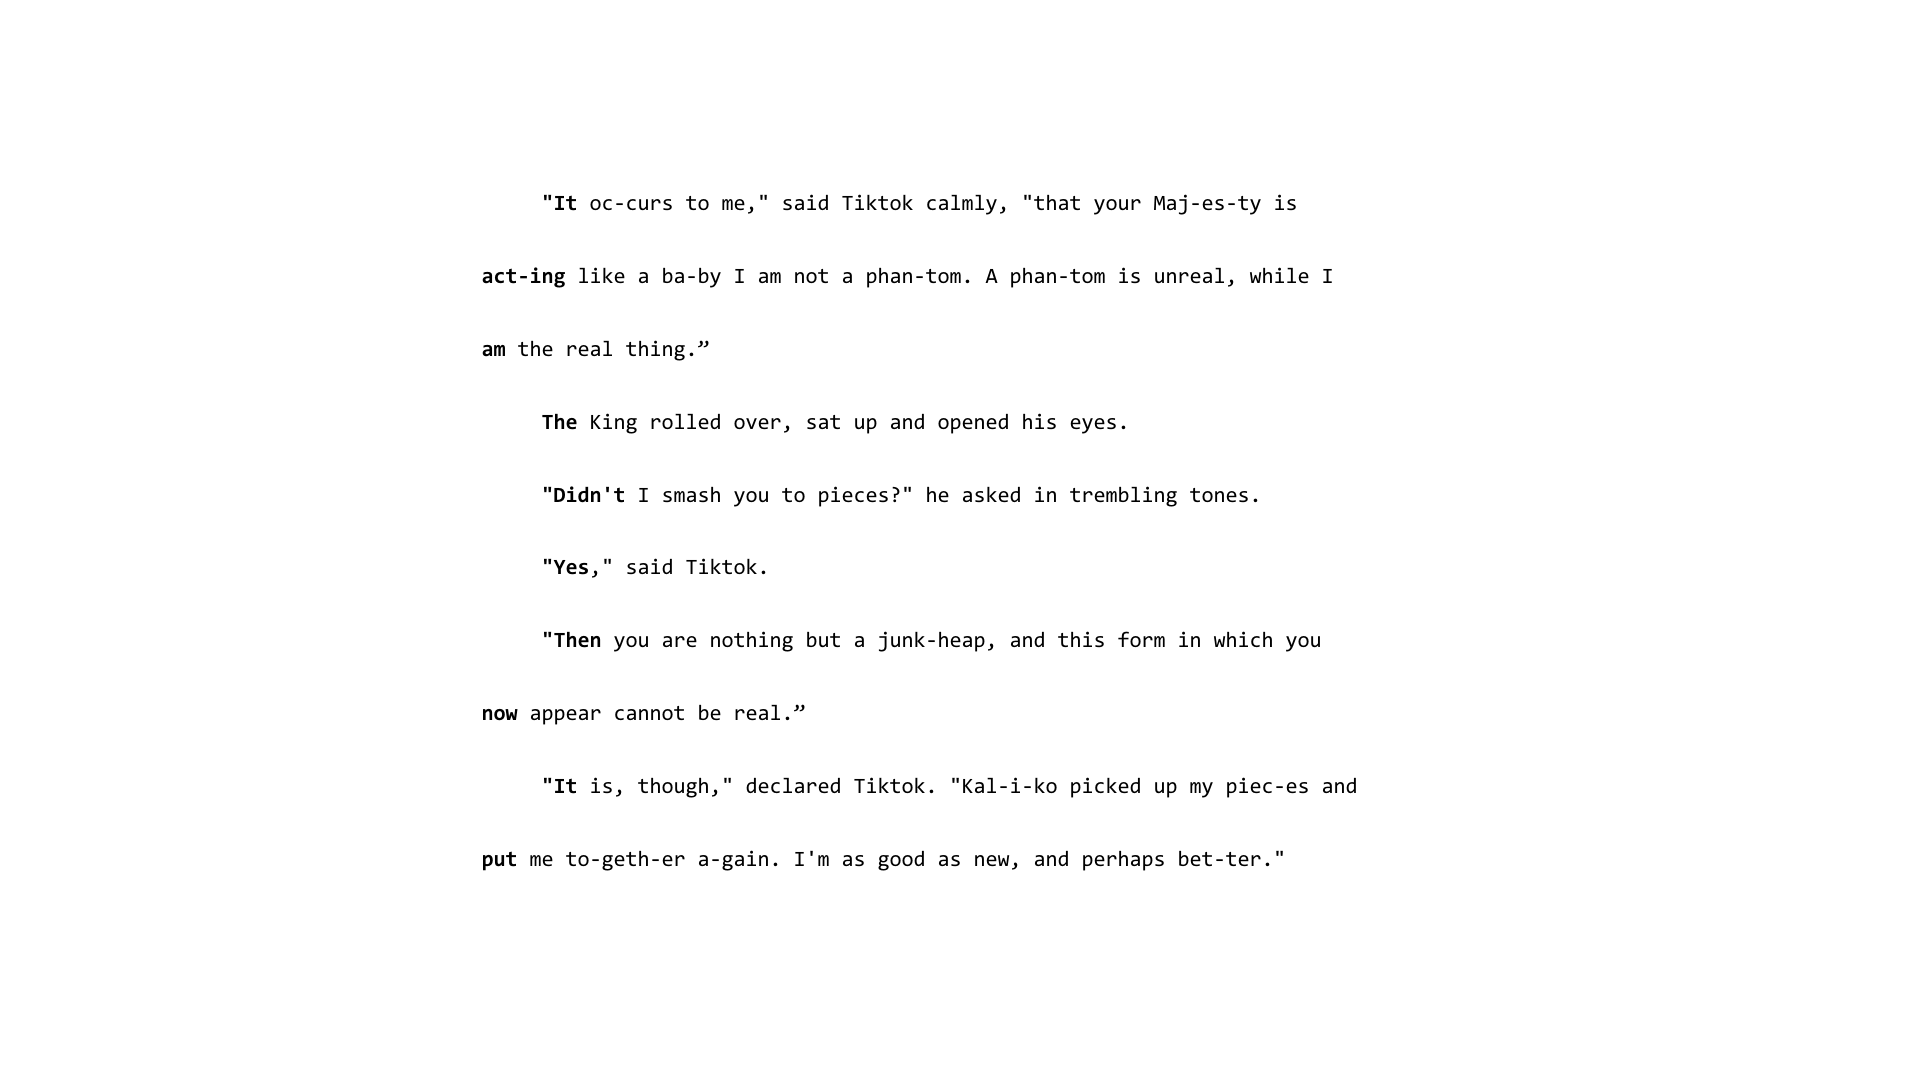 "It oc-curs to me," said Tiktok calmly, "that your Maj-es-ty is
act-ing like a ba-by I am not a phan-tom. A phan-tom is unreal, while I
am the real thing.”
The King rolled over, sat up and opened his eyes.
"Didn't I smash you to pieces?" he asked in trembling tones.
"Yes," said Tiktok.
"Then you are nothing but a junk-heap, and this form in which you
now appear cannot be real.”
"It is, though," declared Tiktok. "Kal-i-ko picked up my piec-es and
put me to-geth-er a-gain. I'm as good as new, and perhaps bet-ter."